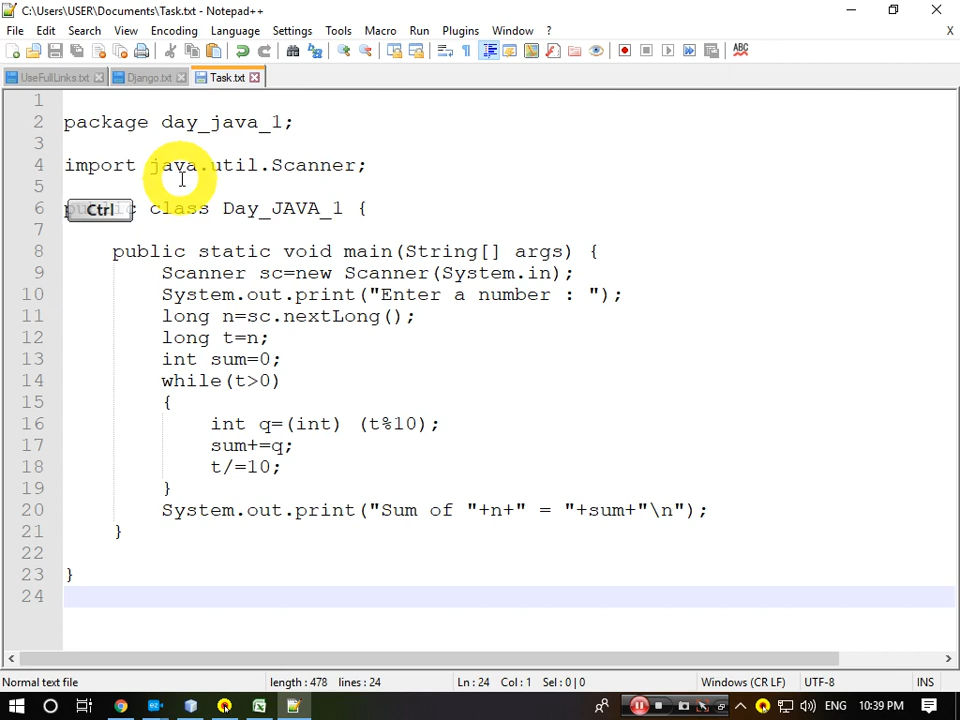 C:\Users\USER\Documents\Task.txt - Notepad++
File Edit Search View Encoding Language Settings Tools Macro Run Plugins Window ? X
ABC
UseFullLinks.txt Django.txt Task.txt
1
2 package day_java_1;
3
4 import java.util.Scanner;
5
6 public class Day_JAVA_1 {
Ctrl
7
8 public static void main(String[] args) {
9 Scanner sc=new Scanner(System.in);
10 System.out.print("Enter a number : ");
11 long n=sc.nextLong();
12 long t=n;
13 int sum=0;
14 while(t>0)
15 {
16 int q=(int) (t%10);
17 sum+=q;
18 t/=10;
19 }
20 System.out.print("Sum of "+n+" = "+sum+"\n");
21 }
22
23 }
24
Normal text file length : 478 lines : 24 Ln : 24 Col : 1 Sel : 0 | 0 Windows (CR LF) UTF-8 INS
ENG 10:39 PM